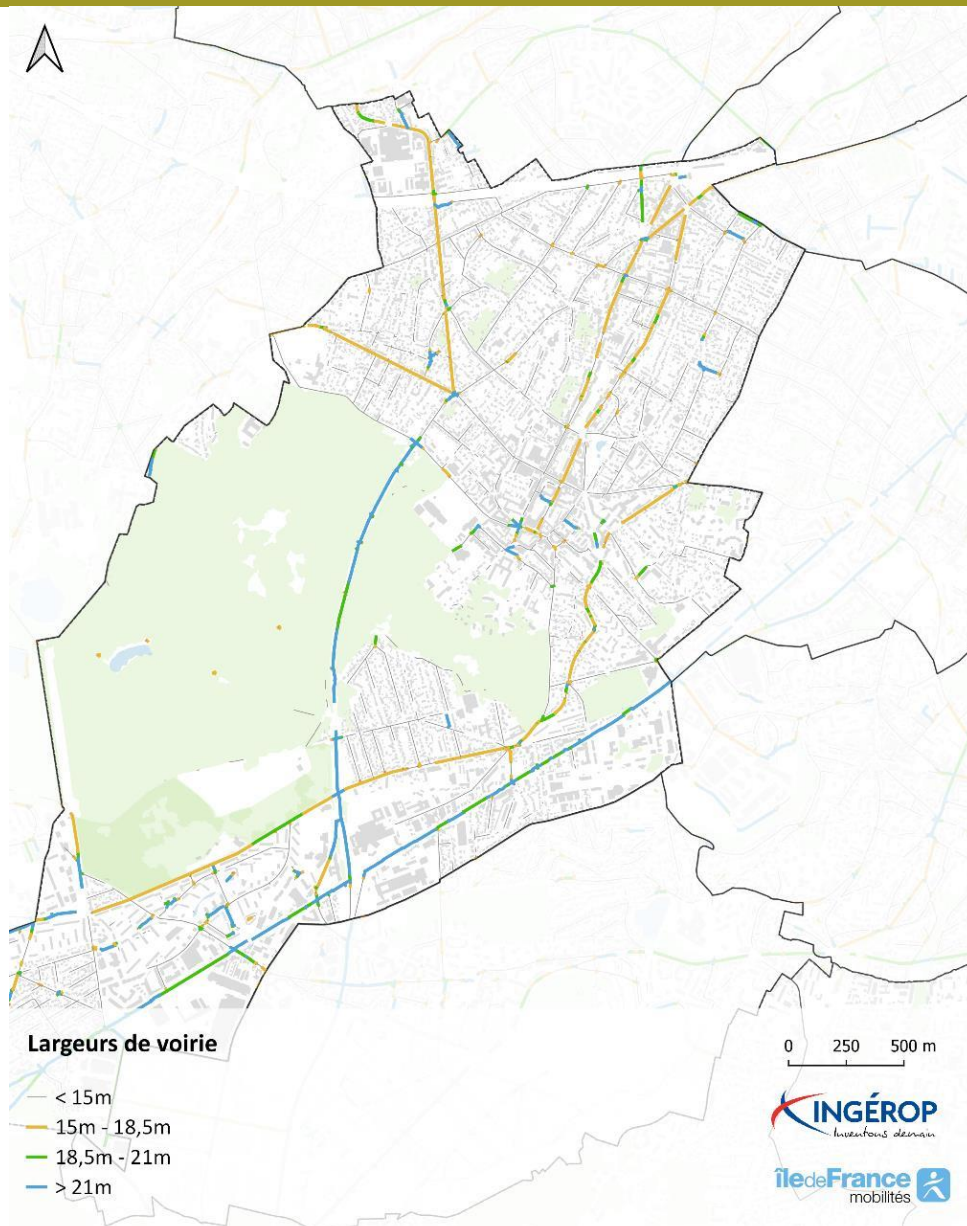 Largeurs de voirie
< 15m
15m - 18,5m
18,5m - 21m
> 21m
0 250 500 m
INGÉROP
Inventons demain
îledeFrance
mobilités